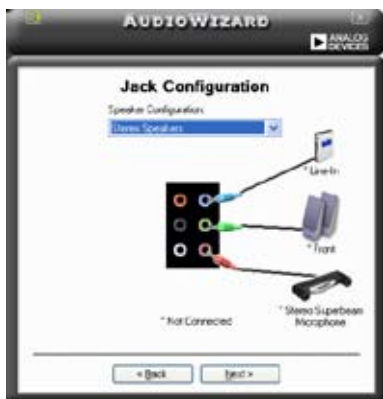 AUDIOWIZARD
ANALOG
DEVICES
Jack Configuration
Speaker Configuration:
Stereo Speakers
* Line-In
* Front
* Stereo Superbeam
Microphone
* Not Connected
< Back
Next >